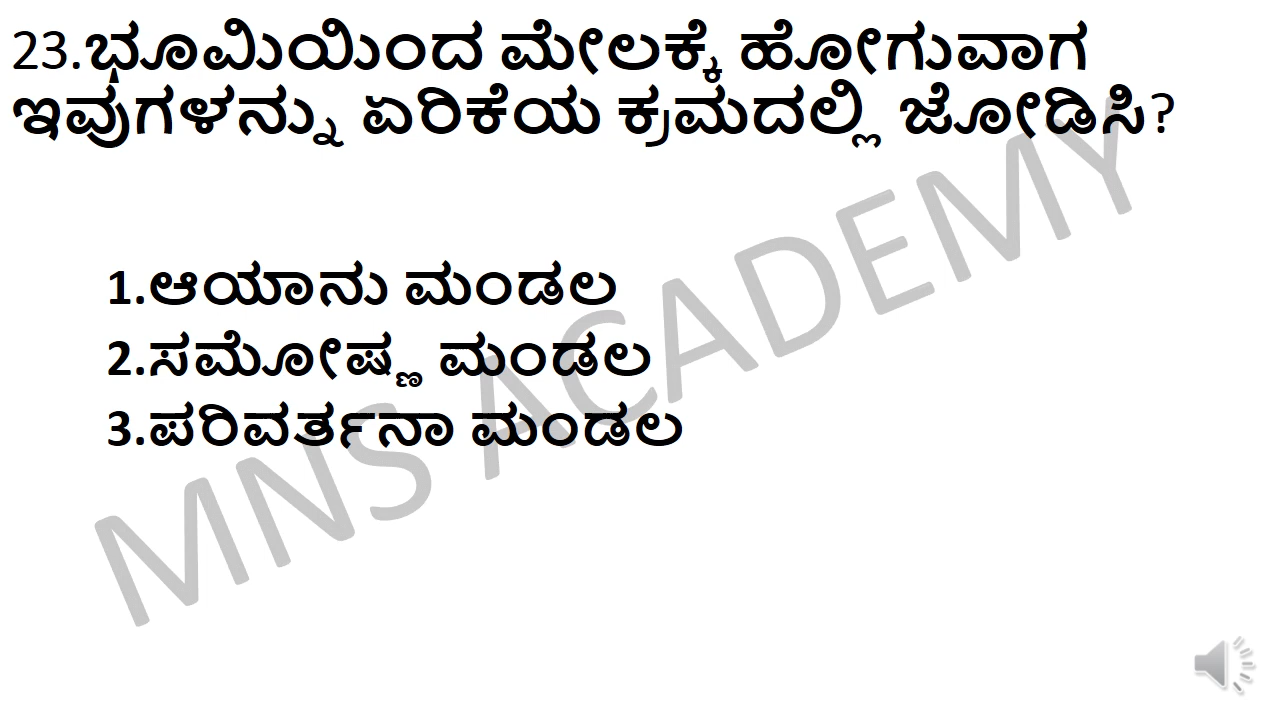 23.ಭೂಮಿಯಿಂದ ಮೇಲಕ್ಕೆ ಹೋಗುವಾಗ
ಇವುಗಳನ್ನು ಏರಿಕೆಯ ಕ್ರಮದಲ್ಲಿ ಜೋಡಿಸಿ?
1.ಆಯಾನು ಮಂಡಲ
2.ಸಮೋಷ್ಣ ಮಂಡಲ
3.ಪರಿವರ್ತನಾ ಮಂಡಲ
MNS ACADEMY